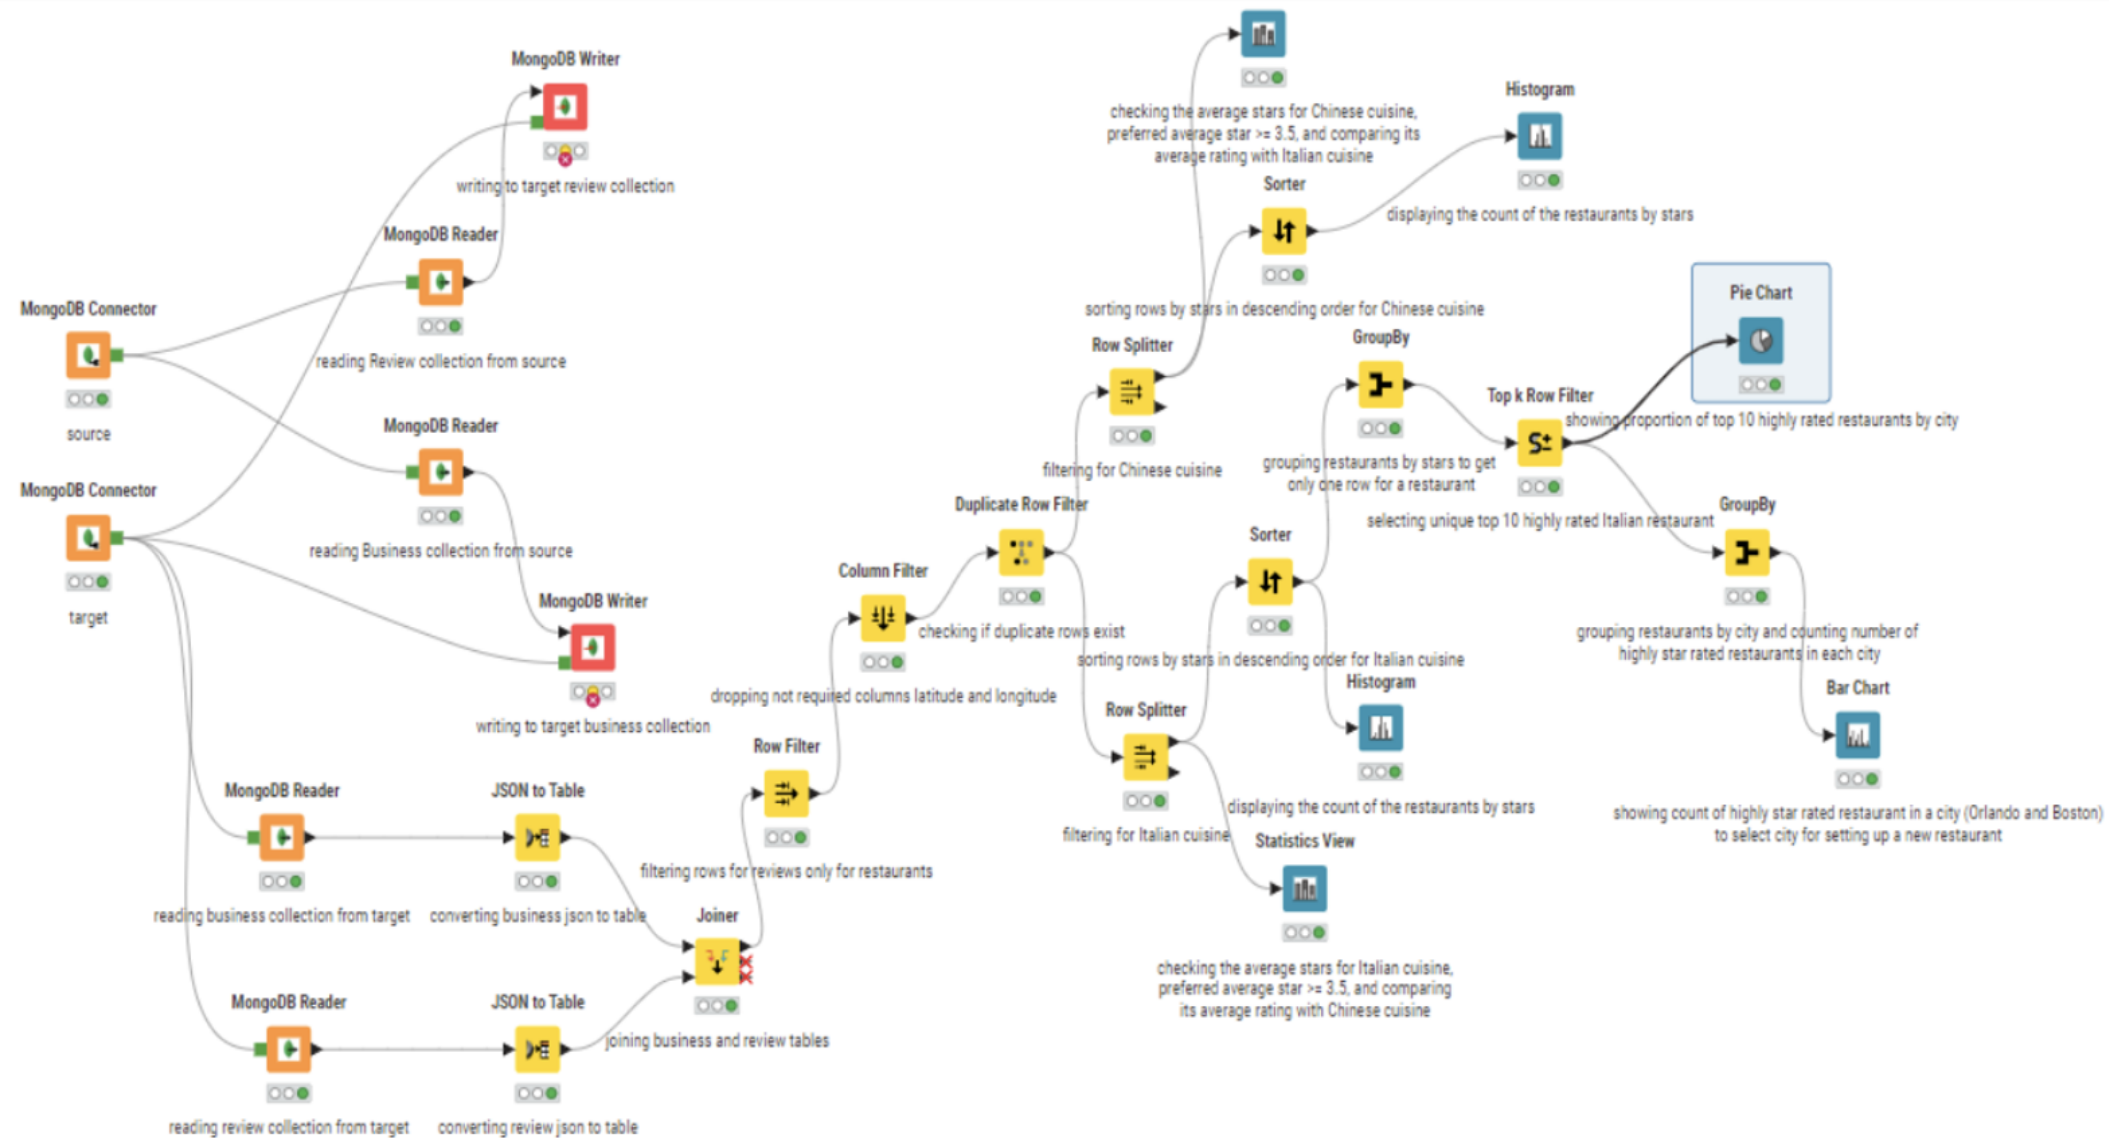 MongoDB Writer
writing to target review collection
MongoDB Reader
reading Review collection from source
MongoDB Connector
source
MongoDB Reader
reading Business collection from source
MongoDB Connector
target
MongoDB Writer
writing to target business collection
MongoDB Reader
reading business collection from target
JSON to Table
converting business json to table
MongoDB Reader
reading review collection from target
JSON to Table
converting review json to table
Joiner
joining business and review tables
Row Filter
filtering rows for reviews only for restaurants
Column Filter
dropping not required columns latitude and longitude
Duplicate Row Filter
checking if duplicate rows exist
Row Splitter
filtering for Chinese cuisine
checking the average stars for Chinese cuisine,
preferred average star >= 3.5, and comparing its
average rating with Italian cuisine
Sorter
sorting rows by stars in descending order for Chinese cuisine
Histogram
displaying the count of the restaurants by stars
Row Splitter
filtering for Italian cuisine
Sorter
sorting rows by stars in descending order for Italian cuisine
Histogram
displaying the count of the restaurants by stars
Statistics View
checking the average stars for Italian cuisine,
preferred average star >= 3.5, and comparing
its average rating with Chinese cuisine
GroupBy
grouping restaurants by stars to get
only one row for a restaurant
Top k Row Filter
selecting unique top 10 highly rated Italian restaurant
Pie Chart
showing proportion of top 10 highly rated restaurants by city
GroupBy
grouping restaurants by city and counting number of
highly star rated restaurants in each city
Bar Chart
showing count of highly star rated restaurant in a city (Orlando and Boston)
to select city for setting up a new restaurant